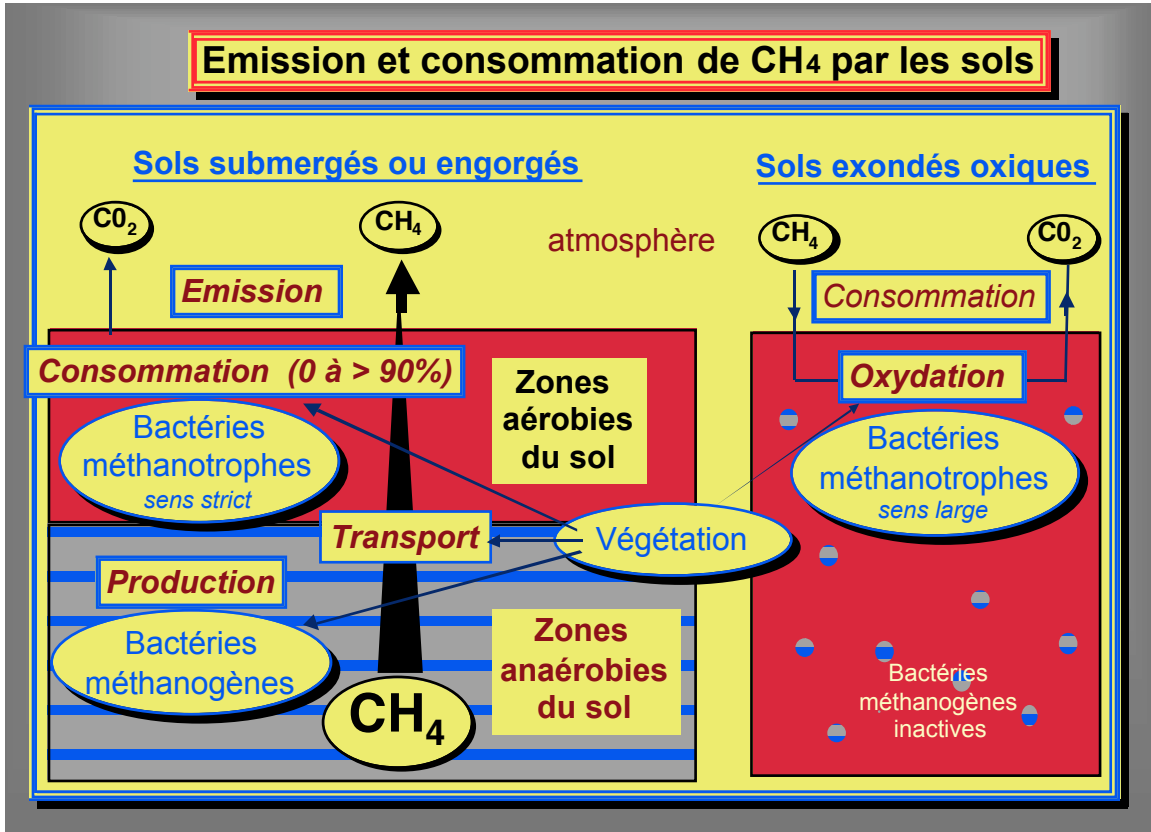 Emission et consommation de CH₄ par les sols
Sols submergés ou engorgés
Sols exondés oxiques
C0₂
CH₄
atmosphère
CH₄
C0₂
Emission
Consommation
Consommation (0 à > 90%)
Oxydation
Zones
aérobies
du sol
Bactéries
méthanotrophes
sens strict
Bactéries
méthanotrophes
sens large
Transport
Végétation
Production
Bactéries
méthanogènes
Zones
anaérobies
du sol
CH₄
Bactéries
méthanogènes
inactives